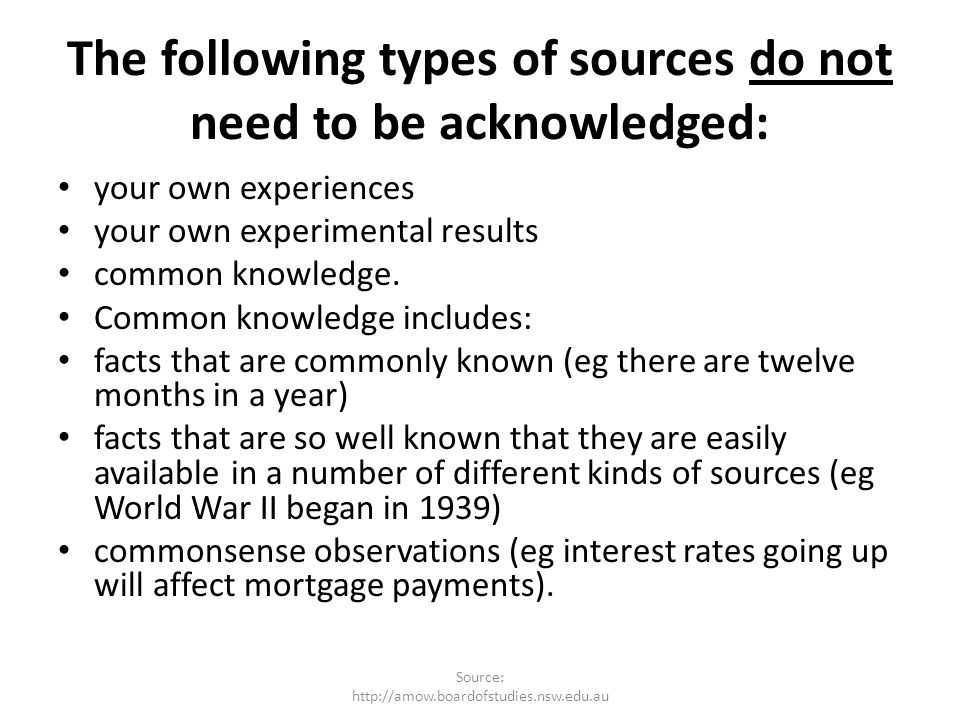 The following types of sources do not
need to be acknowledged:
• your own experiences
• your own experimental results
• common knowledge.
• Common knowledge includes:
• facts that are commonly known (eg there are twelve
months in a year)
• facts that are so well known that they are easily
available in a number of different kinds of sources (eg
World War II began in 1939)
• commonsense observations (eg interest rates going up
will affect mortgage payments).
Source:
http://amow.boardofstudies.nsw.edu.au